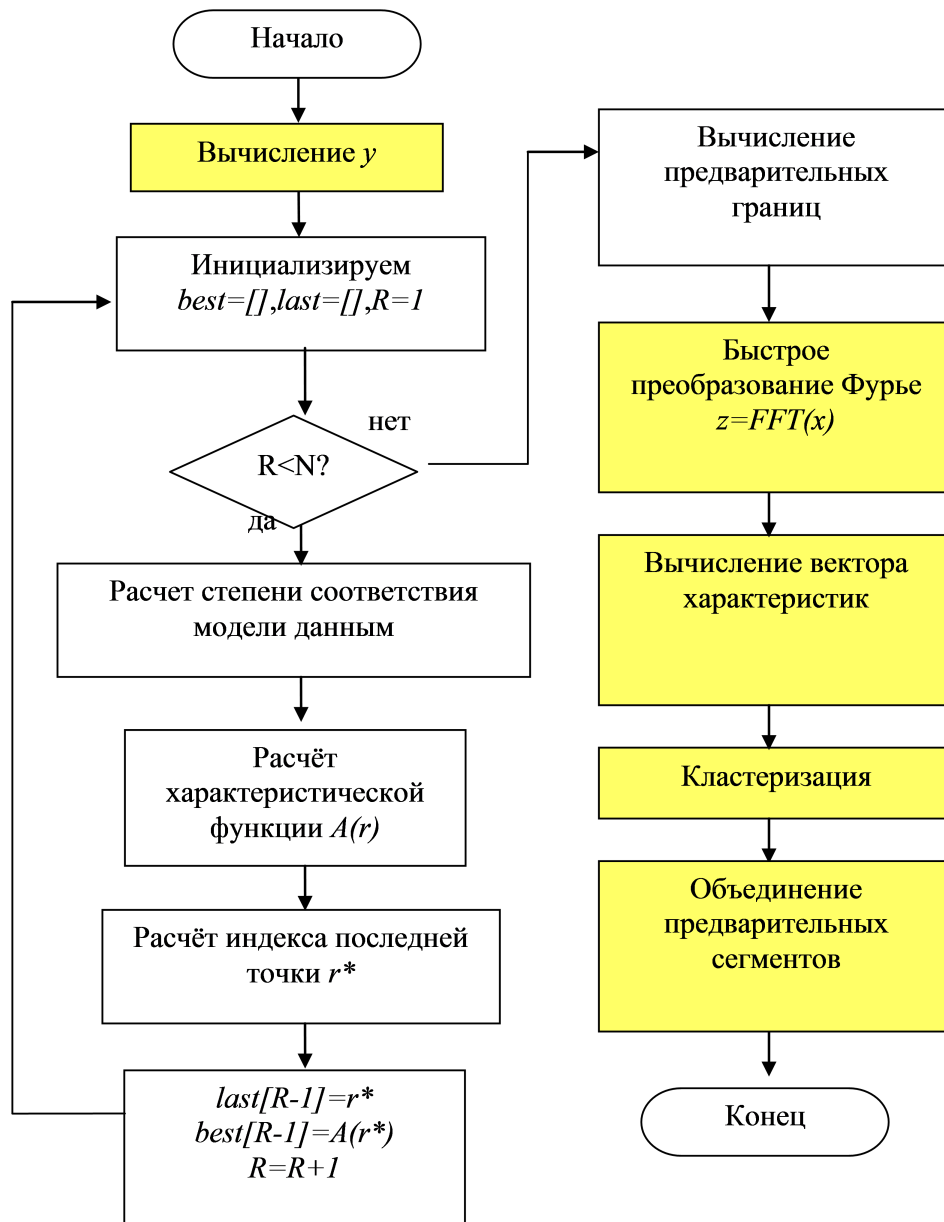 Начало
Вычисление y
Инициализируем
best=[],last=[],R=1
нет
R<N?
да
Расчет степени соответствия
модели данным
Расчёт
характеристической
функции A(r)
Расчёт индекса последней
точки r*
last[R-1]=r*
best[R-1]=A(r*)
R=R+1
Вычисление
предварительных
границ
Быстрое
преобразование Фурье
z=FFT(x)
Вычисление вектора
характеристик
Кластеризация
Объединение
предварительных
сегментов
Конец